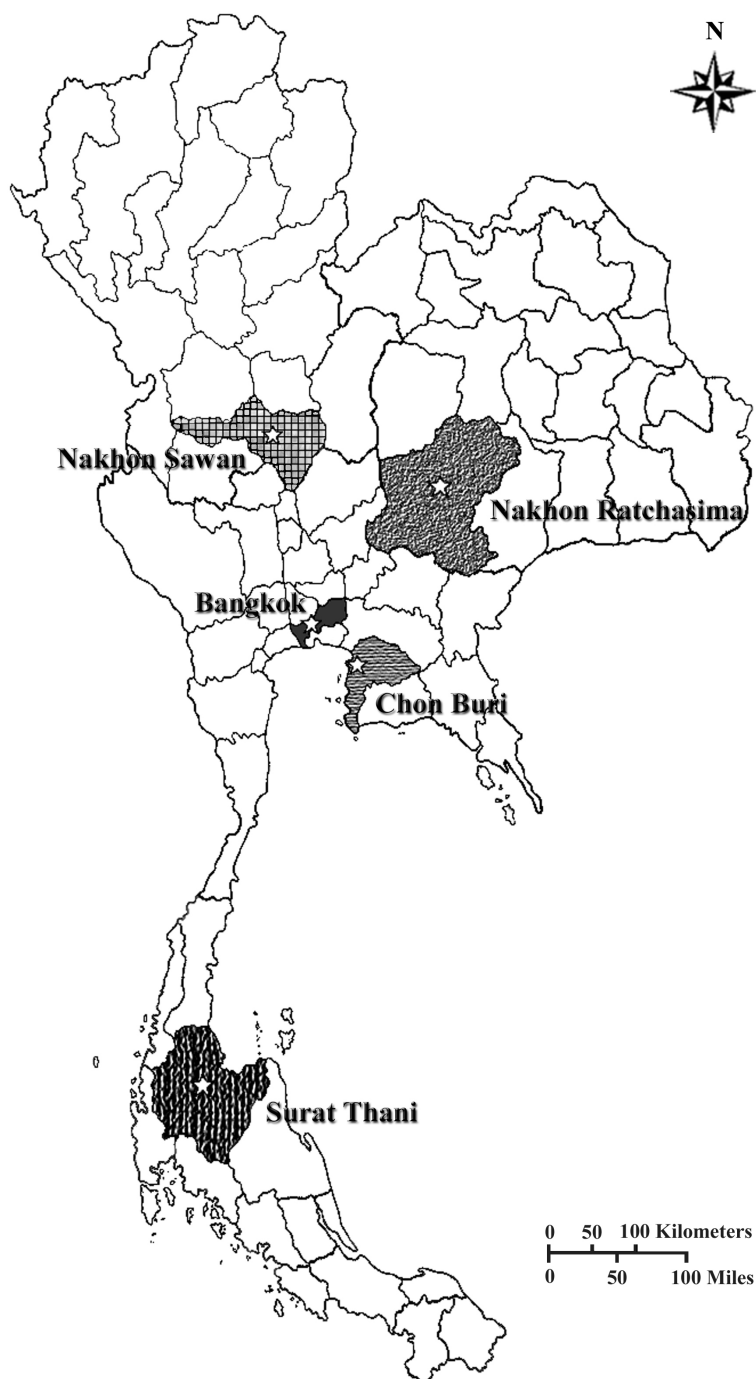 N
Nakhon Sawan
Nakhon Ratchasima
Bangkok
Chon Buri
Surat Thani
0 50 100 Kilometers
0 50 100 Miles